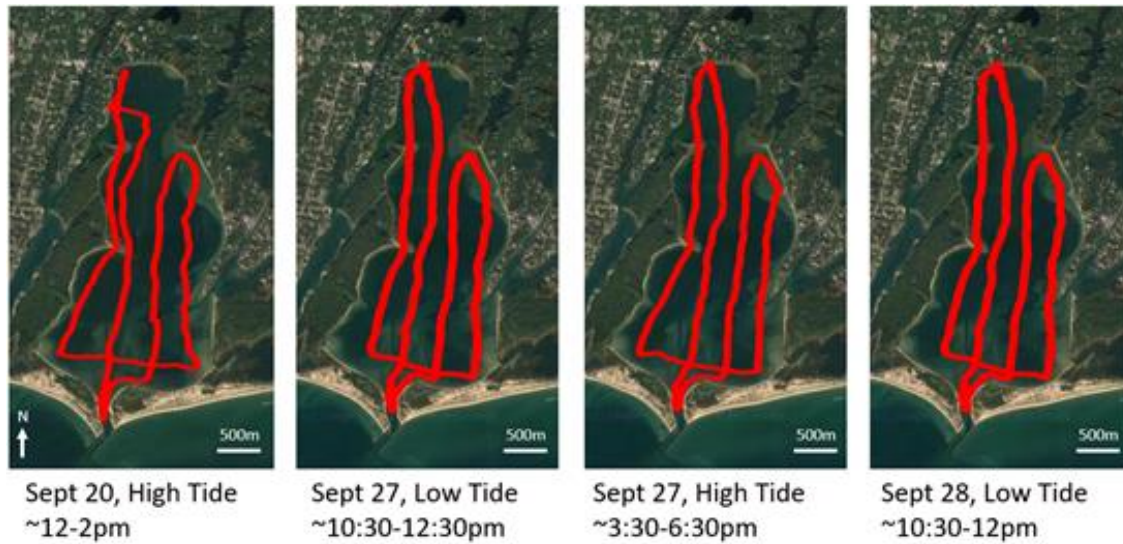 N
500m
500m
500m
500m
Sept 20, High Tide
~12-2pm
Sept 27, Low Tide
~10:30-12:30pm
Sept 27, High Tide
~3:30-6:30pm
Sept 28, Low Tide
~10:30-12pm